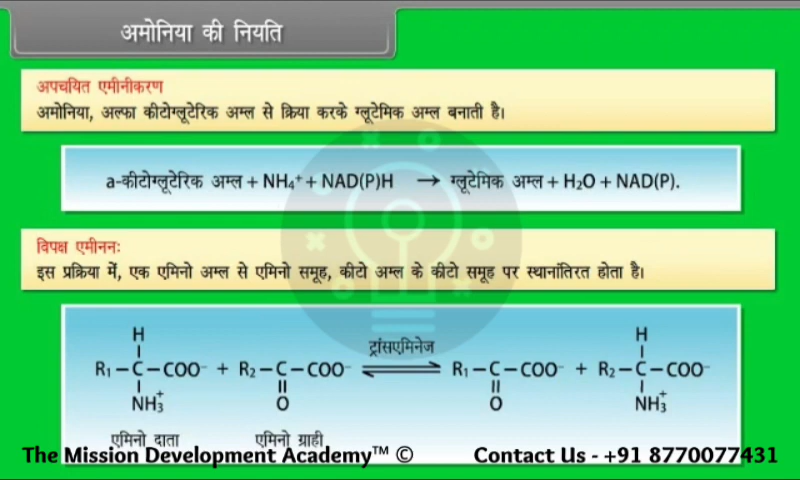 अमोनिया की नियति
अपचयित एमीनीकरण
अमोनिया, अल्फा कीटोग्लूटेरिक अम्ल से क्रिया करके ग्लूटेमिक अम्ल बनाती है।
a-कीटोग्लूटेरिक अम्ल + NH₄⁺ + NAD(P)H → ग्लूटेमिक अम्ल + H₂O + NAD(P).
विपक्ष एमीननः
इस प्रक्रिया में, एक एमिनो अम्ल से एमिनो समूह, कीटो अम्ल के कीटो समूह पर स्थानांतिरत होता है।
H H
ट्रांसएमिनेज
R₁–C–COO⁻ + R₂–C–COO⁻ ⇌ R₁–C–COO⁻ + R₂–C–COO⁻
NH₃⁺ O O NH₃⁺
एमिनो दाता एमिनो ग्राही
The Mission Development Academy™ © Contact Us - +91 8770077431